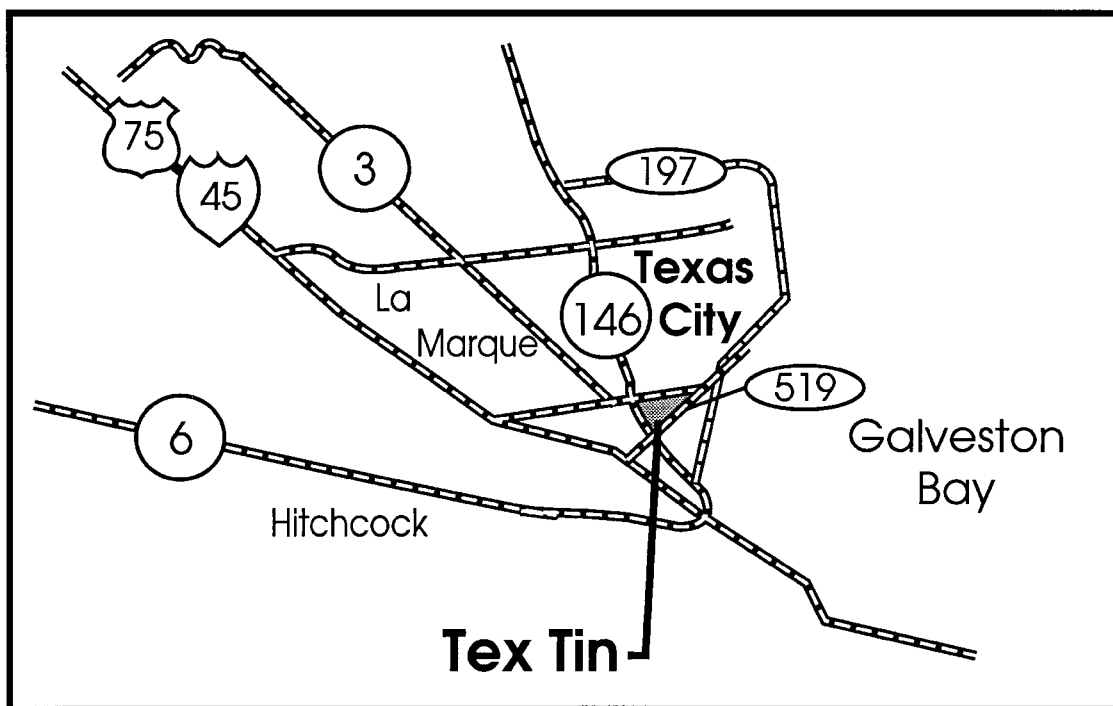 75
45
3
197
Texas
City
146
La
Marque
519
6
Galveston
Bay
Hitchcock
Tex Tin